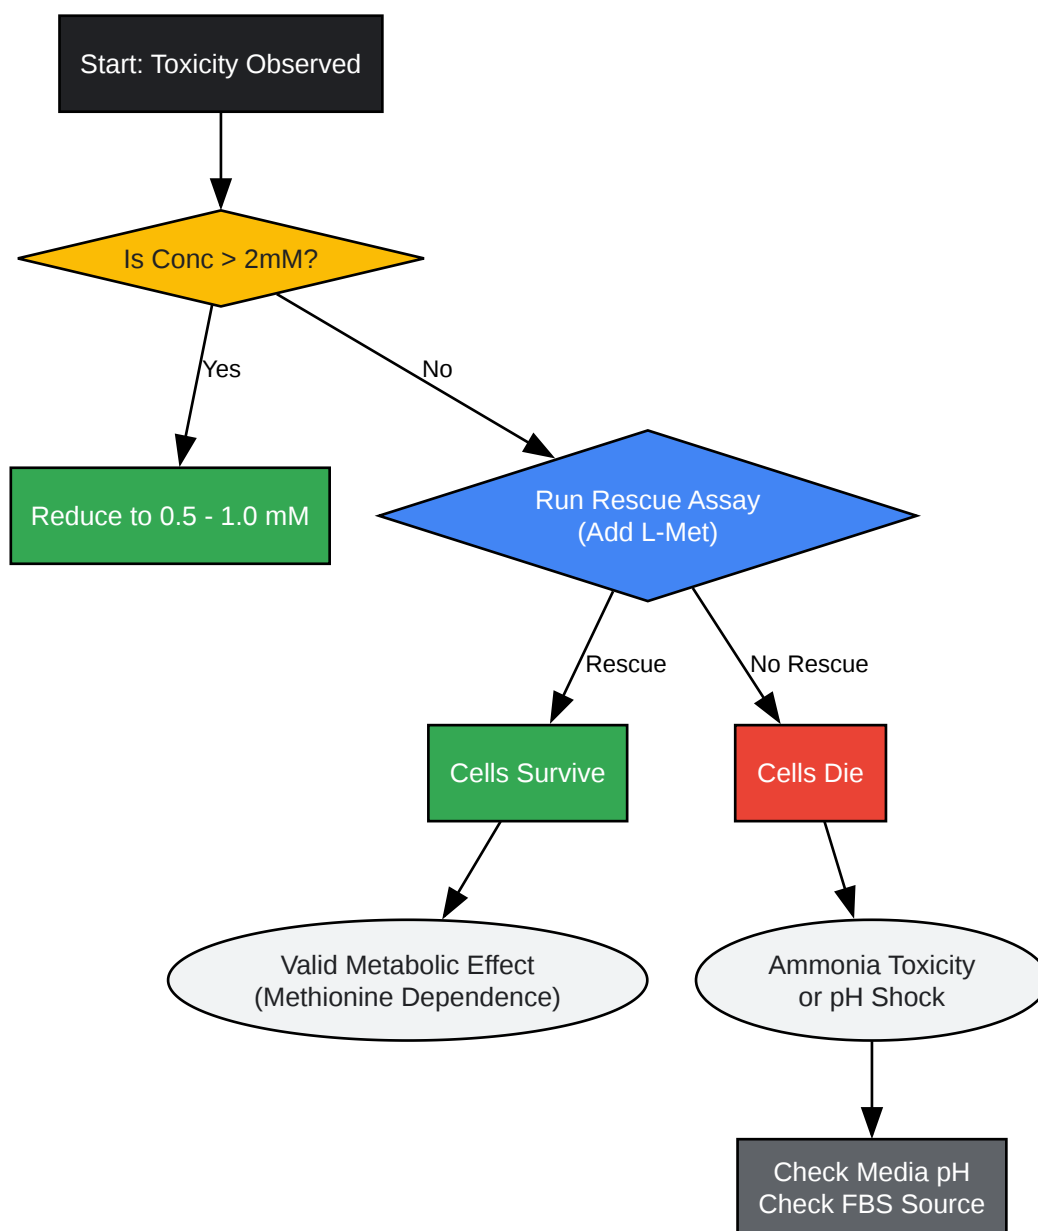 Start: Toxicity Observed
Is Conc > 2mM?
Yes
No
Reduce to 0.5 - 1.0 mM
Run Rescue Assay
(Add L-Met)
Rescue
No Rescue
Cells Survive
Cells Die
Valid Metabolic Effect
(Methionine Dependence)
Ammonia Toxicity
or pH Shock
Check Media pH
Check FBS Source